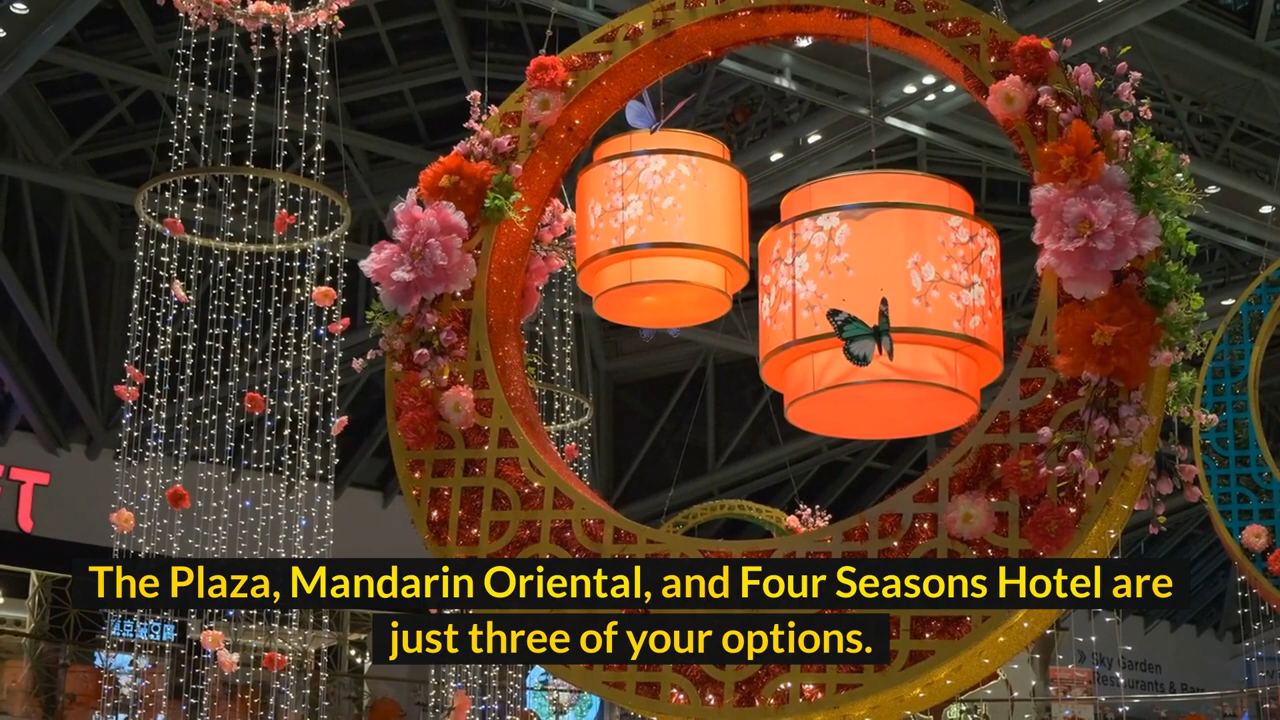 The Plaza, Mandarin Oriental, and Four Seasons Hotel are
just three of your options.
Sky Garden
Restaurants & Bars